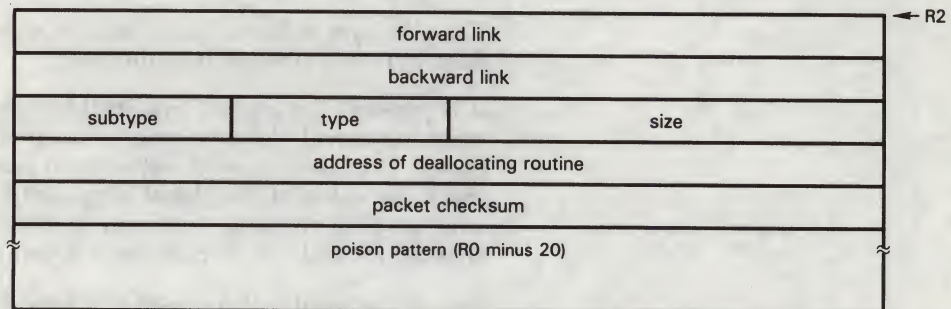 R2
forward link
backward link
subtype type size
address of deallocating routine
packet checksum
poison pattern (R0 minus 20)